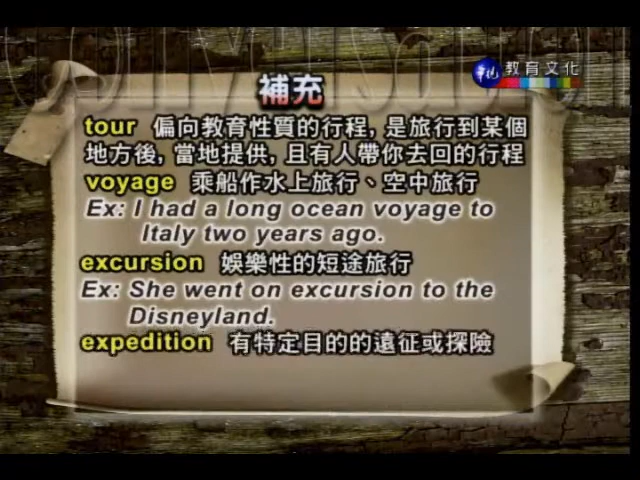 華視 教育文化
補充
tour 偏向教育性質的行程, 是旅行到某個
地方後, 當地提供, 且有人帶你去回的行程
voyage 乘船作水上旅行、空中旅行
Ex: I had a long ocean voyage to
Italy two years ago.
excursion 娛樂性的短途旅行
Ex: She went on excursion to the
Disneyland.
expedition 有特定目的的遠征或探險